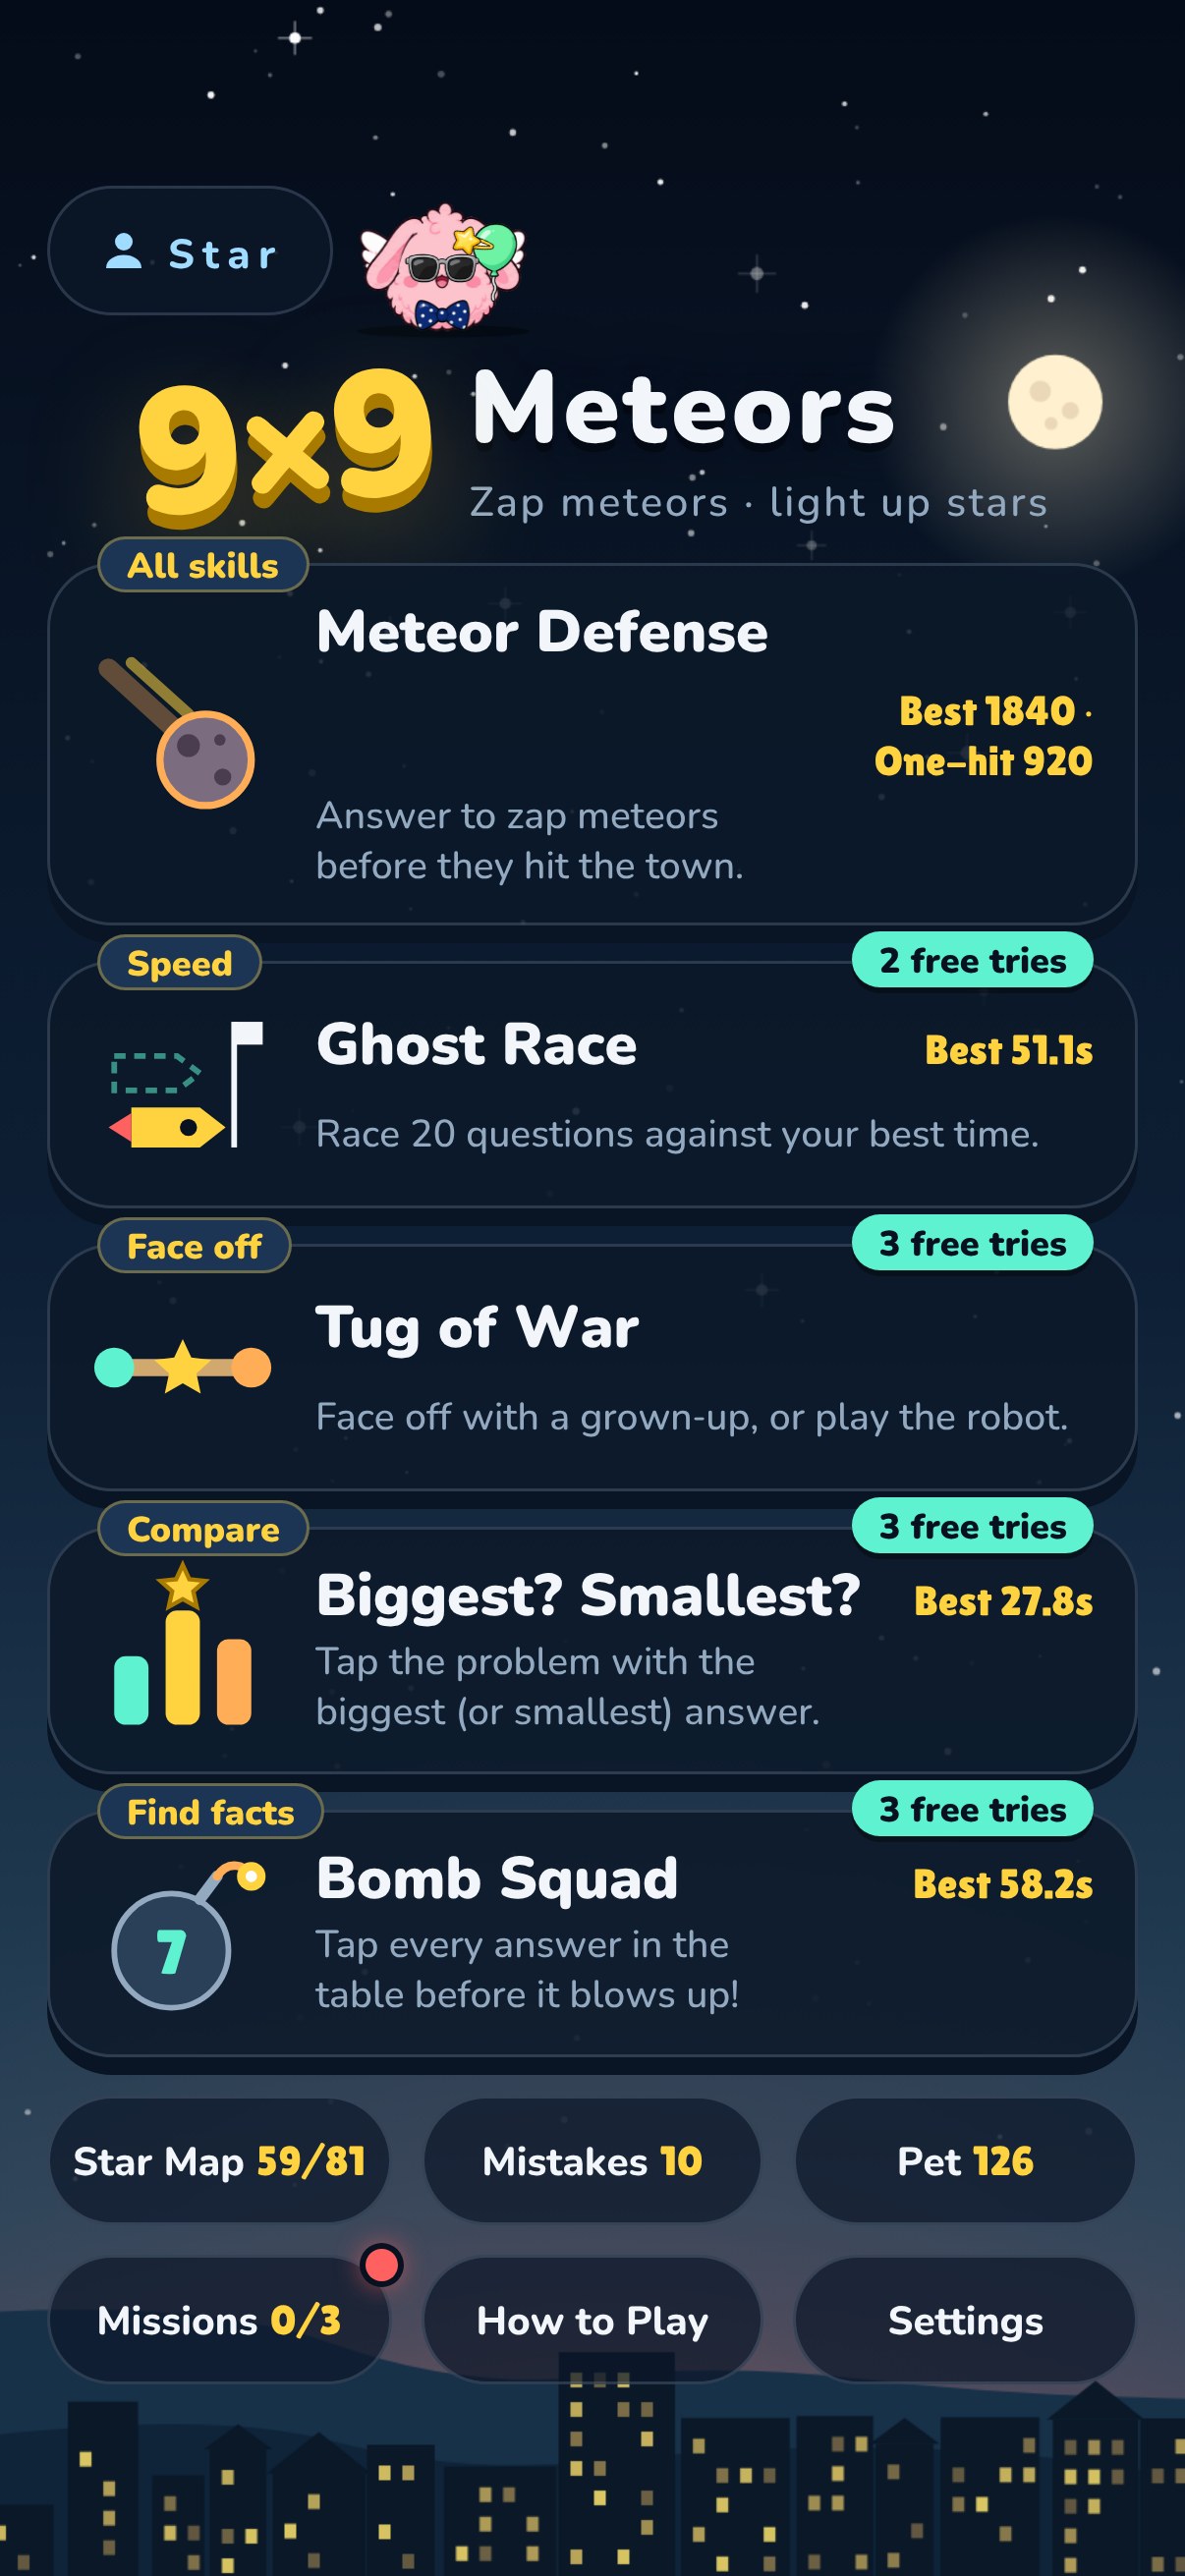 Star
9×9
Meteors
Zap meteors · light up stars
All skills
Meteor Defense
Best 1840 ·
One-hit 920
Answer to zap meteors
before they hit the town.
Speed
2 free tries
Ghost Race
Best 51.1s
Race 20 questions against your best time.
Face off
3 free tries
Tug of War
Face off with a grown-up, or play the robot.
Compare
3 free tries
Biggest? Smallest?
Best 27.8s
Tap the problem with the
biggest (or smallest) answer.
Find facts
3 free tries
Bomb Squad
Best 58.2s
7
Tap every answer in the
table before it blows up!
Star Map 59/81
Mistakes 10
Pet 126
Missions 0/3
How to Play
Settings